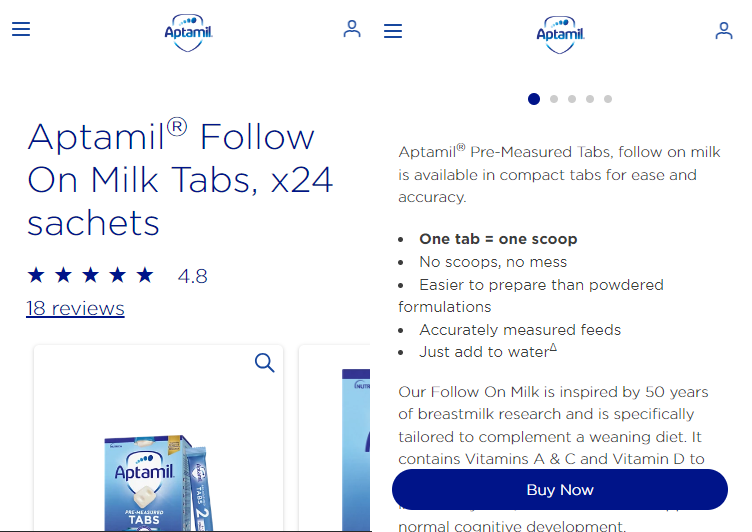 Aptamil
Aptamil® Follow
On Milk Tabs, x24
sachets
4.8
18 reviews
Aptamil
PRE-MEASURED
TABS
Aptamil
TABS
2
Aptamil
Aptamil® Pre-Measured Tabs, follow on milk
is available in compact tabs for ease and
accuracy.
• One tab = one scoop
• No scoops, no mess
• Easier to prepare than powdered
formulations
• Accurately measured feeds
• Just add to waterΔ
Our Follow On Milk is inspired by 50 years
of breastmilk research and is specifically
tailored to complement a weaning diet. It
contains Vitamins A & C and Vitamin D to
Buy Now
normal cognitive development.